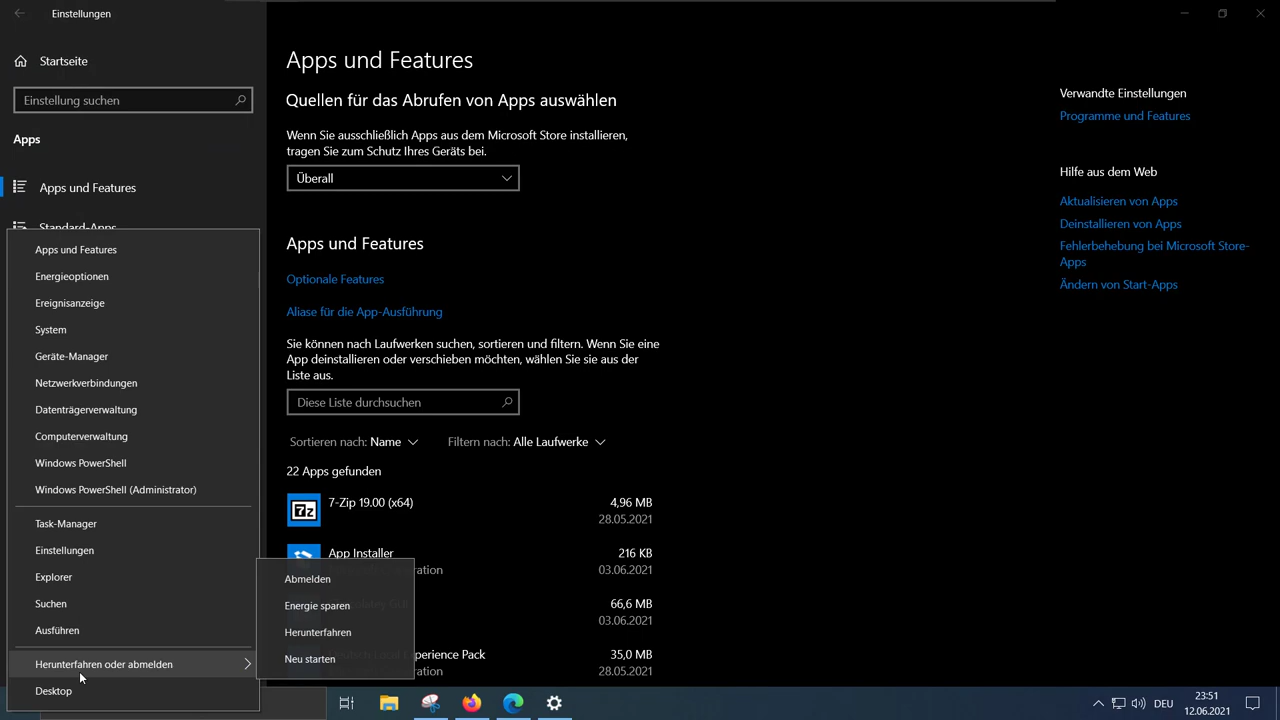 Einstellungen
Startseite
Einstellung suchen
Apps
Apps und Features
Standard-Apps
Apps und Features
Energieoptionen
Ereignisanzeige
System
Geräte-Manager
Netzwerkverbindungen
Datenträgerverwaltung
Computerverwaltung
Windows PowerShell
Windows PowerShell (Administrator)
Task-Manager
Einstellungen
Explorer
Suchen
Ausführen
Herunterfahren oder abmelden
Desktop
Abmelden
Energie sparen
Herunterfahren
Neu starten
Apps und Features
Quellen für das Abrufen von Apps auswählen
Wenn Sie ausschließlich Apps aus dem Microsoft Store installieren,
tragen Sie zum Schutz Ihres Geräts bei.
Überall
Apps und Features
Optionale Features
Aliase für die App-Ausführung
Sie können nach Laufwerken suchen, sortieren und filtern. Wenn Sie eine
App deinstallieren oder verschieben möchten, wählen Sie sie aus der
Liste aus.
Diese Liste durchsuchen
Sortieren nach: Name Filtern nach: Alle Laufwerke
22 Apps gefunden
7z
7-Zip 19.00 (x64) 4,96 MB
28.05.2021
App Installer 216 KB
03.06.2021
66,6 MB
03.06.2021
Experience Pack 35,0 MB
28.05.2021
Verwandte Einstellungen
Programme und Features
Hilfe aus dem Web
Aktualisieren von Apps
Deinstallieren von Apps
Fehlerbehebung bei Microsoft Store-
Apps
Ändern von Start-Apps
DEU
23:51
12.06.2021